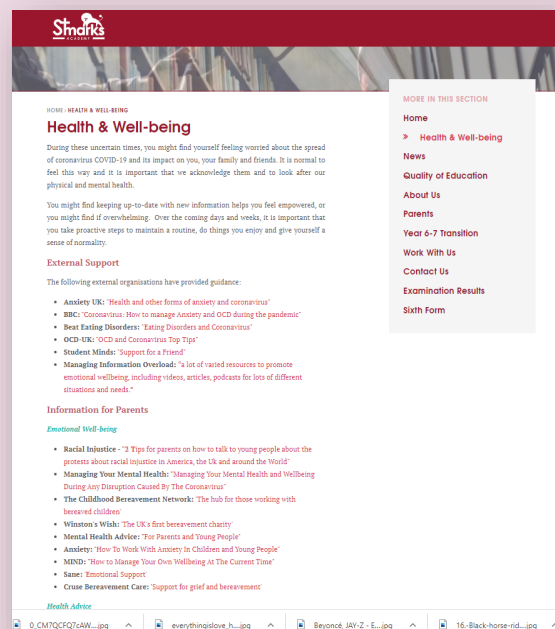 St.marks
ACADEMY
HOME › HEALTH & WELL-BEING
Health & Well-being
During these uncertain times, you might find yourself feeling worried about the spread
of coronavirus COVID-19 and its impact on you, your family and friends. It is normal to
feel this way and it is important that we acknowledge them and to look after our
physical and mental health.
You might find keeping up-to-date with new information helps you feel empowered, or
you might find if overwhelming. Over the coming days and weeks, it is important that
you take proactive steps to maintain a routine, do things you enjoy and give yourself a
sense of normality.
External Support
The following external organisations have provided guidance:
• Anxiety UK: "Health and other forms of anxiety and coronavirus"
• BBC: "Coronavirus: How to manage Anxiety and OCD during the pandemic"
• Beat Eating Disorders: "Eating Disorders and Coronavirus"
• OCD-UK: "OCD and Coronavirus Top Tips"
• Student Minds: "Support for a Friend"
• Managing Information Overload: "a lot of varied resources to promote
emotional wellbeing, including videos, articles, podcasts for lots of different
situations and needs."
Information for Parents
Emotional Well-being
• Racial Injustice - "3 Tips for parents on how to talk to young people about the
protests about racial injustice in America, the Uk and around the World"
• Managing Your Mental Health: "Managing Your Mental Health and Wellbeing
During Any Disruption Caused By The Coronavirus"
• The Childhood Bereavement Network: 'The hub for those working with
bereaved children'
• Winston's Wish: 'The UK's first bereavement charity'
• Mental Health Advice: "For Parents and Young People"
• Anxiety: "How To Work With Anxiety In Children and Young People"
• MIND: "How to Manage Your Own Wellbeing At The Current Time"
• Sane: 'Emotional Support'
• Cruse Bereavement Care: 'Support for grief and bereavement'
Health Advice
MORE IN THIS SECTION
Home
» Health & Well-being
News
Quality of Education
About Us
Parents
Year 6-7 Transition
Work With Us
Contact Us
Examination Results
Sixth Form
0_CM7QCFQ7cAW....jpg
everythingislove_h....jpg
Beyoncé, JAY-Z - E....jpg
16.-Black-horse-rid....jpg